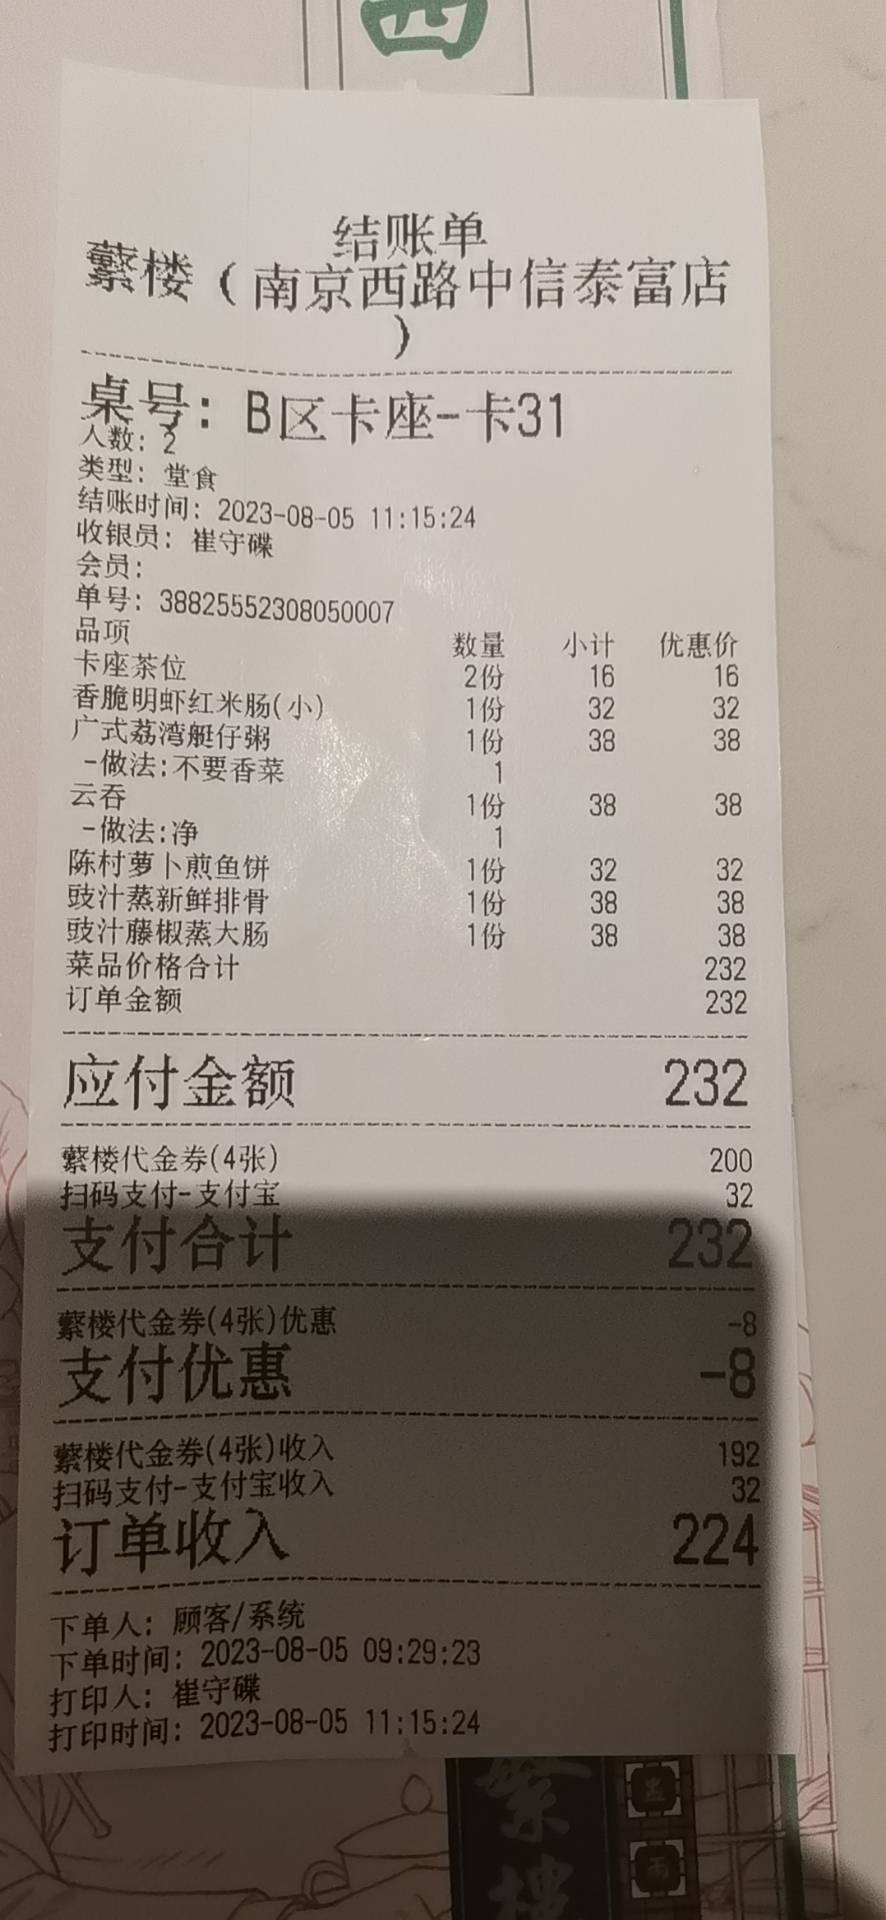 西
结账单
蘩楼（南京西路中信泰富店
）
桌号：B区卡座-卡31
人数：2
类型：堂食
结账时间：2023-08-05 11:15:24
收银员：崔守碟
会员：
单号：38825552308050007
品项 数量 小计 优惠价
卡座茶位 2份 16 16
香脆明虾红米肠(小) 1份 32 32
广式荔湾艇仔粥 1份 38 38
-做法:不要香菜 1
云吞 1份 38 38
-做法:净 1
陈村萝卜煎鱼饼 1份 32 32
豉汁蒸新鲜排骨 1份 38 38
豉汁藤椒蒸大肠 1份 38 38
菜品价格合计 232
订单金额 232
应付金额 232
蘩楼代金券(4张) 200
扫码支付-支付宝 32
支付合计 232
蘩楼代金券(4张)优惠 -8
支付优惠 -8
蘩楼代金券(4张)收入 192
扫码支付-支付宝收入 32
订单收入 224
下单人：顾客/系统
下单时间：2023-08-05 09:29:23
打印人：崔守碟
打印时间：2023-08-05 11:15:24
蘩楼